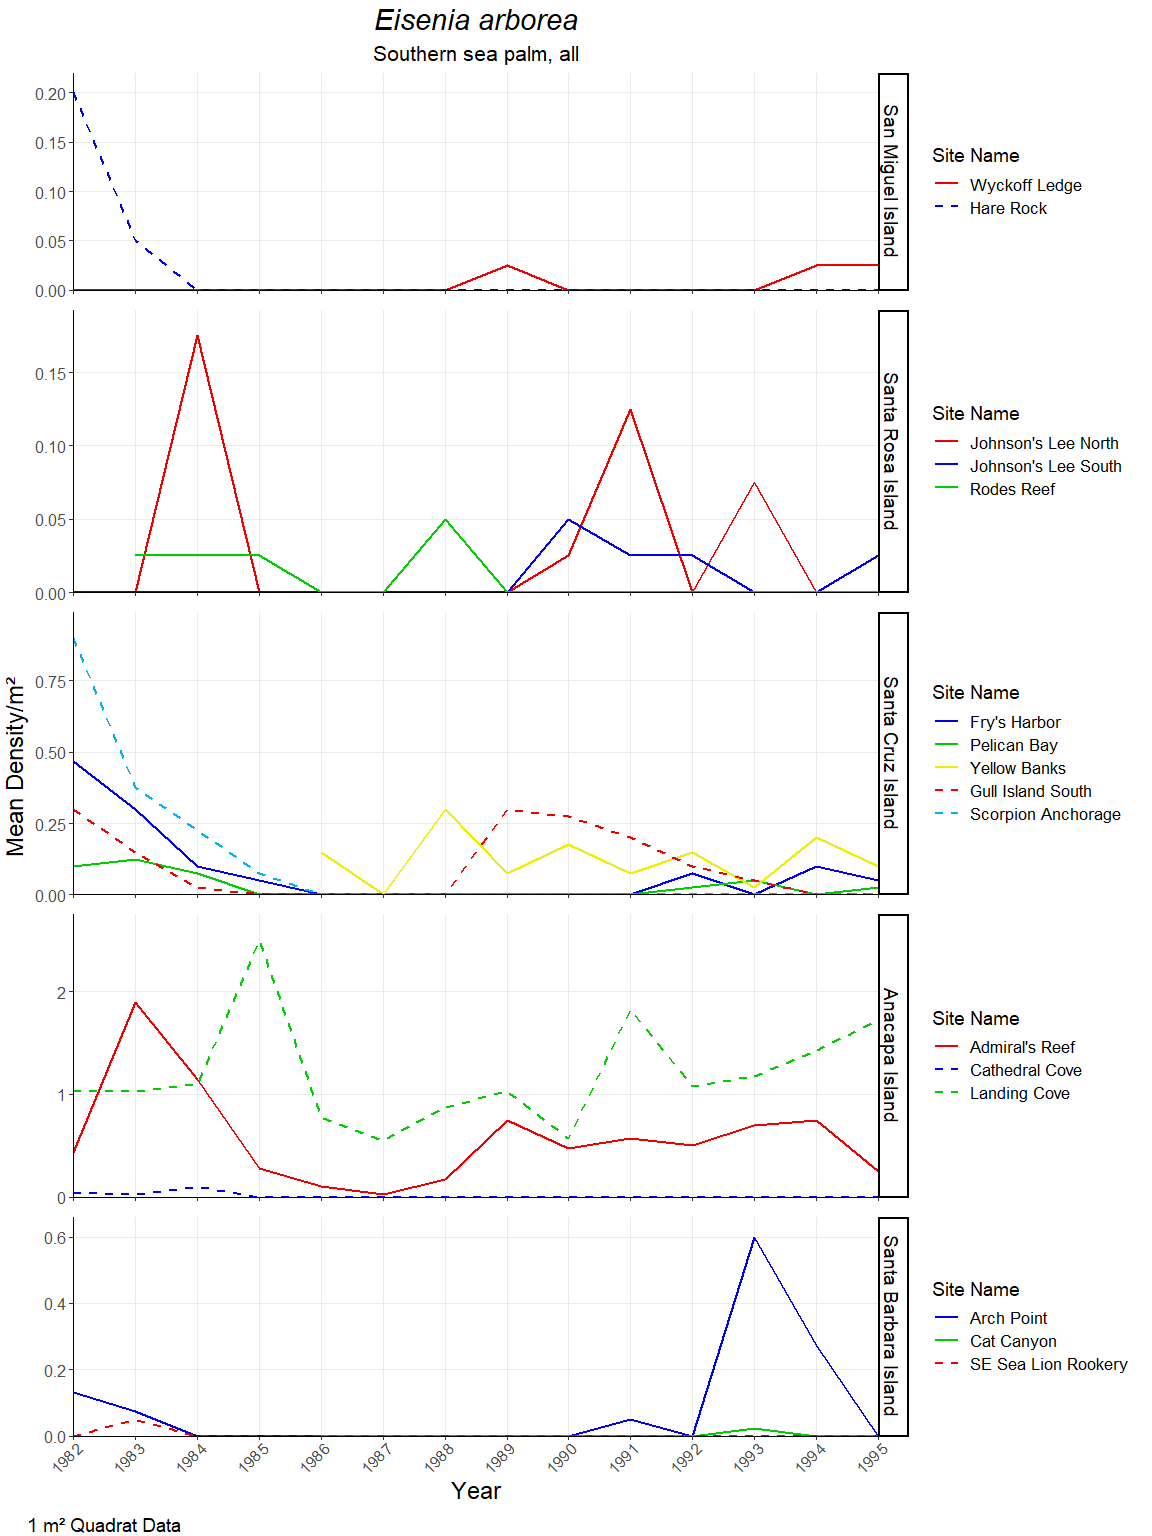 Eisenia arborea
Southern sea palm, all
Mean Density/m²
0.20
0.15
0.10
0.05
0.00
San Miguel Island
Site Name
Wyckoff Ledge
Hare Rock
0.15
0.10
0.05
0.00
Santa Rosa Island
Site Name
Johnson's Lee North
Johnson's Lee South
Rodes Reef
0.75
0.50
0.25
0.00
Santa Cruz Island
Site Name
Fry's Harbor
Pelican Bay
Yellow Banks
Gull Island South
Scorpion Anchorage
2
1
0
Anacapa Island
Site Name
Admiral's Reef
Cathedral Cove
Landing Cove
0.6
0.4
0.2
0.0
Santa Barbara Island
Site Name
Arch Point
Cat Canyon
SE Sea Lion Rookery
1982 1983 1984 1985 1986 1987 1988 1989 1990 1991 1992 1993 1994 1995
Year
1 m² Quadrat Data